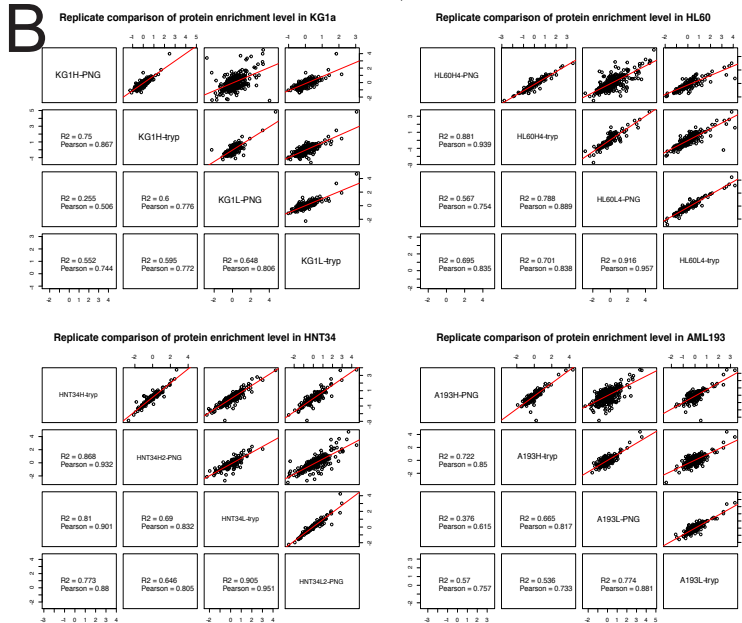 B
Replicate comparison of protein enrichment level in KG1a
KG1H-PNG
R2 = 0.75
Pearson = 0.867
KG1H-tryp
R2 = 0.255
Pearson = 0.506
R2 = 0.6
Pearson = 0.776
KG1L-PNG
R2 = 0.552
Pearson = 0.744
R2 = 0.595
Pearson = 0.772
R2 = 0.648
Pearson = 0.806
KG1L-tryp
Replicate comparison of protein enrichment level in HL60
HL60H4-PNG
R2 = 0.881
Pearson = 0.939
HL60H4-tryp
R2 = 0.567
Pearson = 0.754
R2 = 0.788
Pearson = 0.889
HL60L4-PNG
R2 = 0.695
Pearson = 0.835
R2 = 0.701
Pearson = 0.838
R2 = 0.916
Pearson = 0.957
HL60L4-tryp
Replicate comparison of protein enrichment level in HNT34
HNT34H-tryp
R2 = 0.868
Pearson = 0.932
HNT34H2-PNG
R2 = 0.81
Pearson = 0.901
R2 = 0.69
Pearson = 0.832
HNT34L-tryp
R2 = 0.773
Pearson = 0.88
R2 = 0.646
Pearson = 0.805
R2 = 0.905
Pearson = 0.951
HNT34L2-PNG
Replicate comparison of protein enrichment level in AML193
A193H-PNG
R2 = 0.722
Pearson = 0.85
A193H-tryp
R2 = 0.376
Pearson = 0.615
R2 = 0.665
Pearson = 0.817
A193L-PNG
R2 = 0.57
Pearson = 0.757
R2 = 0.536
Pearson = 0.733
R2 = 0.774
Pearson = 0.881
A193L-tryp